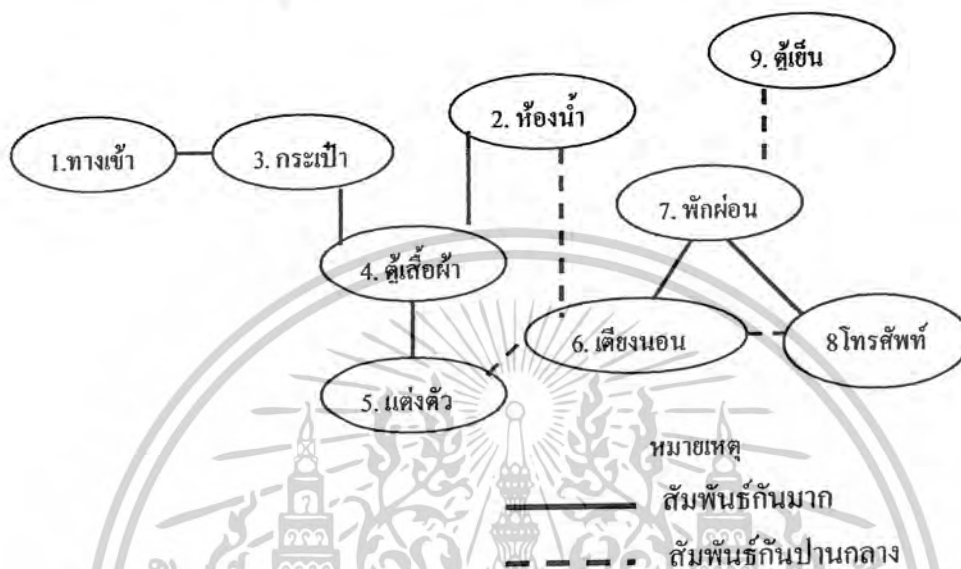 9. ตู้เย็น
2. ห้องน้ำ
1.ทางเข้า
3. กระเป๋า
7. พักผ่อน
4. ตู้เสื้อผ้า
6. เตียงนอน
8โทรศัพท์
5. แต่งตัว
หมายเหตุ
สัมพันธ์กันมาก
สัมพันธ์กันปานกลาง